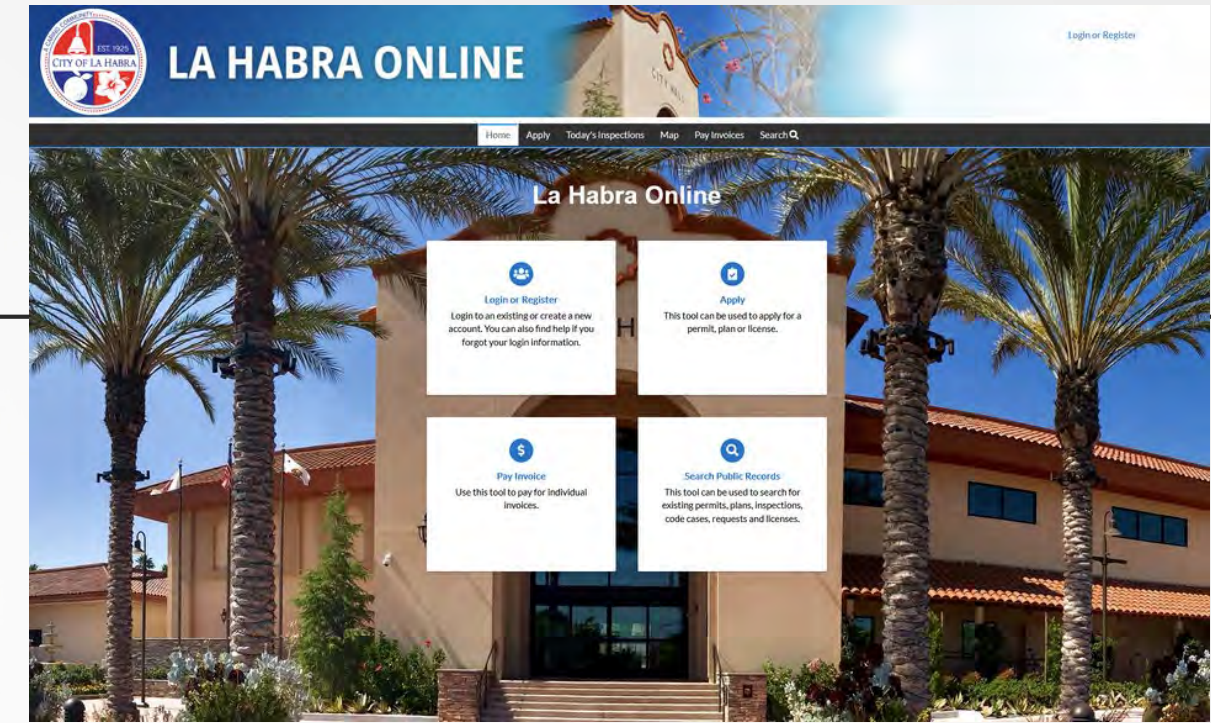 A CARING COMMUNITY
EST. 1925
CITY OF LA HABRA
LA HABRA ONLINE
CITY HALL
Login or Register
Home Apply Today's Inspections Map Pay Invoices Search
La Habra Online
Login or Register
Login to an existing or create a new
account. You can also find help if you
forgot your login information.
H
Apply
This tool can be used to apply for a
permit, plan or license.
Pay Invoice
Use this tool to pay for individual
invoices.
Search Public Records
This tool can be used to search for
existing permits, plans, inspections,
code cases, requests and licenses.